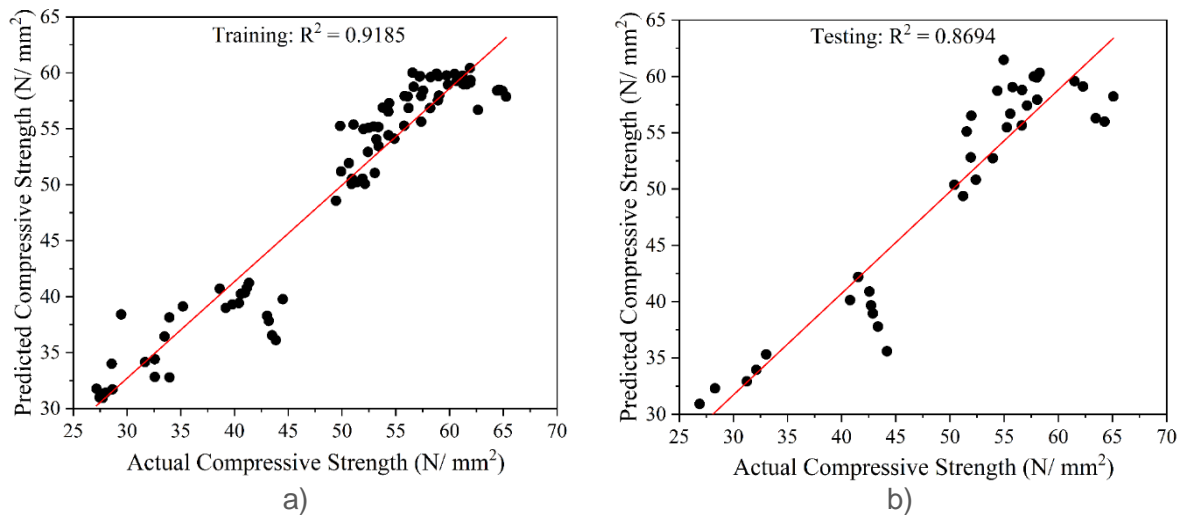 Training: R² = 0.9185
Predicted Compressive Strength (N/ mm²)
65
60
55
50
45
40
35
30
25 30 35 40 45 50 55 60 65 70
Actual Compressive Strength (N/ mm²)
a)
Testing: R² = 0.8694
Predicted Compressive Strength (N/ mm²)
65
60
55
50
45
40
35
30
25 30 35 40 45 50 55 60 65 70
Actual Compressive Strength (N/ mm²)
b)